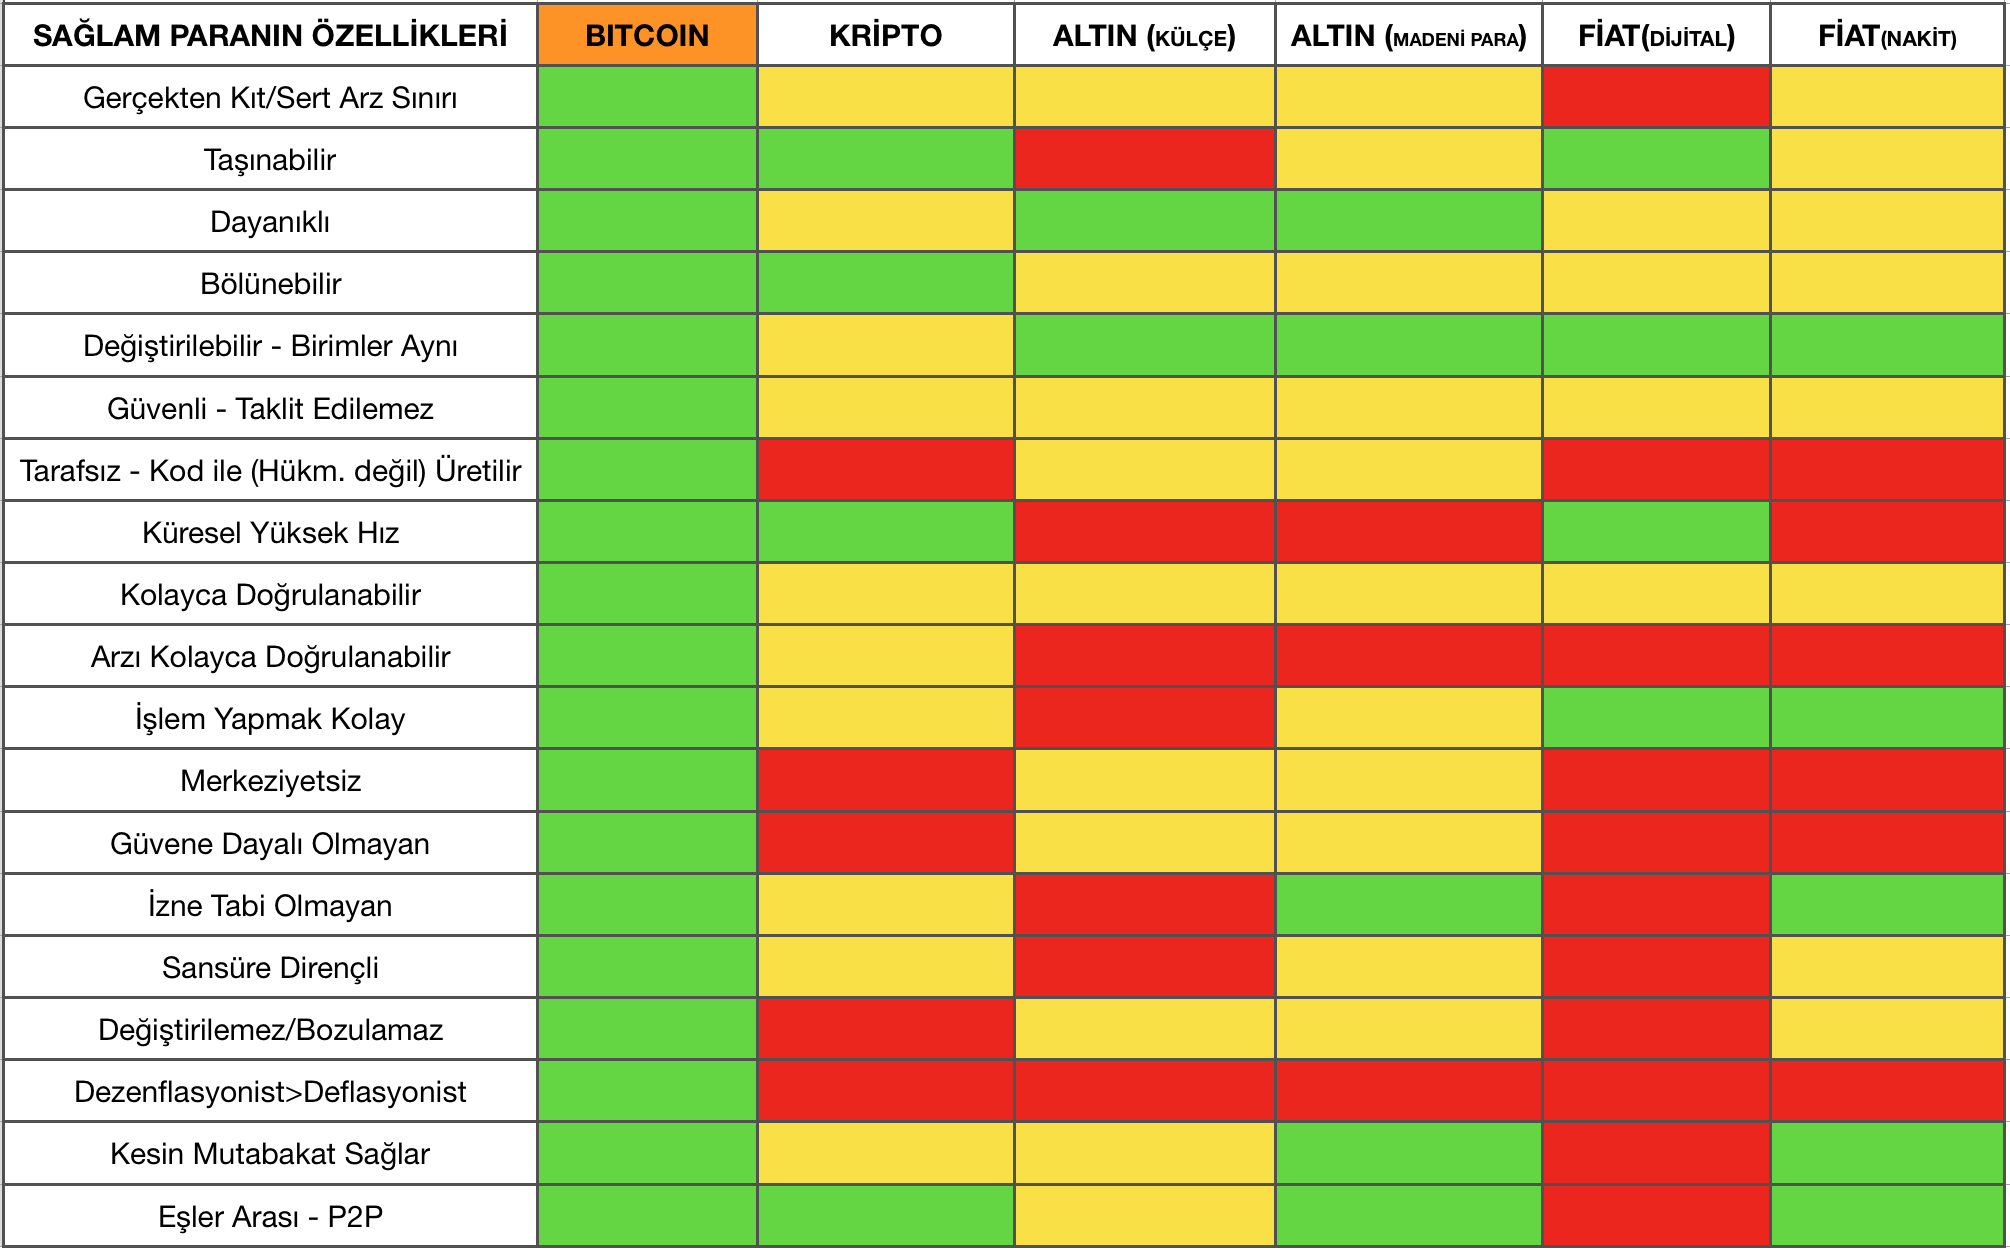 SAĞLAM PARANIN ÖZELLİKLERİ BITCOIN KRİPTO ALTIN (KÜLÇE) ALTIN (MADENİ PARA) FİAT(DİJİTAL) FİAT(NAKİT)
Gerçekten Kıt/Sert Arz Sınırı
Taşınabilir
Dayanıklı
Bölünebilir
Değiştirilebilir - Birimler Aynı
Güvenli - Taklit Edilemez
Tarafsız - Kod ile (Hükm. değil) Üretilir
Küresel Yüksek Hız
Kolayca Doğrulanabilir
Arzı Kolayca Doğrulanabilir
İşlem Yapmak Kolay
Merkeziyetsiz
Güvene Dayalı Olmayan
İzne Tabi Olmayan
Sansüre Dirençli
Değiştirilemez/Bozulamaz
Dezenflasyonist>Deflasyonist
Kesin Mutabakat Sağlar
Eşler Arası - P2P